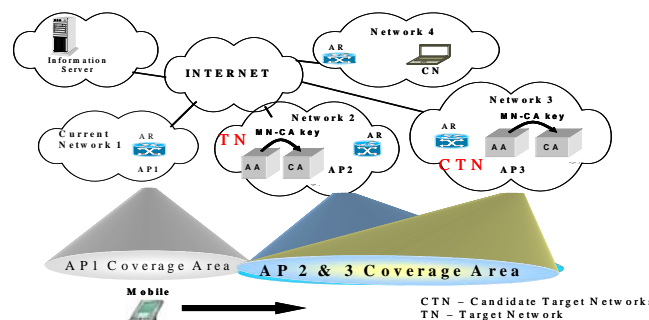 Information
Server
INTERNET
AR
Network 4
CN
Current
Network 1
AR
AP1
Network 2
TN
MN-CA key
AR
AA
CA
AP2
Network 3
MN-CA key
AR
CTN
AA
CA
AP3
AP1 Coverage Area
AP 2 & 3 Coverage Area
Mobile
CTN – Candidate Target Networks
TN – Target Network